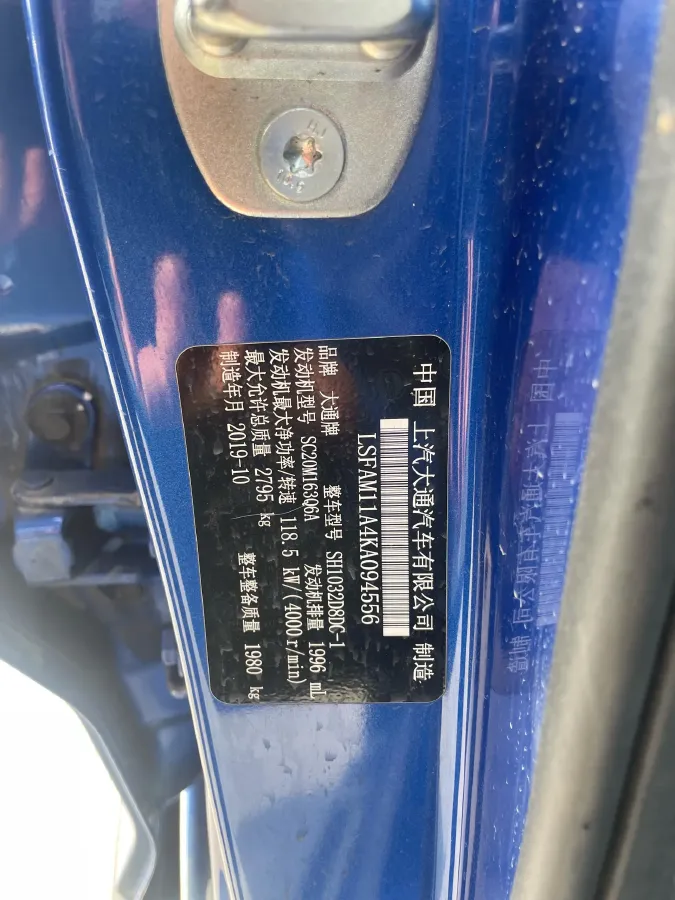 中国 上汽大通汽车有限公司 制造
LSFAM11A4KA094556
品牌 大通牌 整车型号 SH1032D8DC-1
发动机型号 SC20M163Q6A 发动机排量 1996 mL
发动机最大净功率/转速 118.5 kW/(4000r/min)
最大允许总质量 2795 kg 整车整备质量 1980 kg
制造年月 2019-10